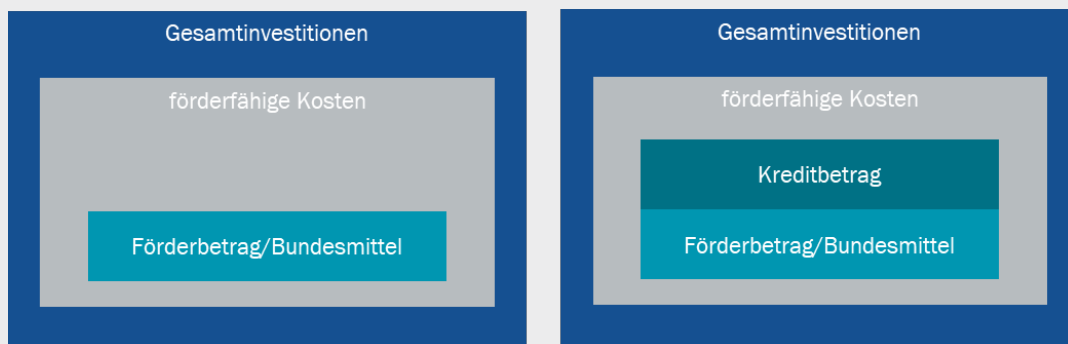 Gesamtinvestitionen
förderfähige Kosten
Förderbetrag/Bundesmittel
Gesamtinvestitionen
förderfähige Kosten
Kreditbetrag
Förderbetrag/Bundesmittel